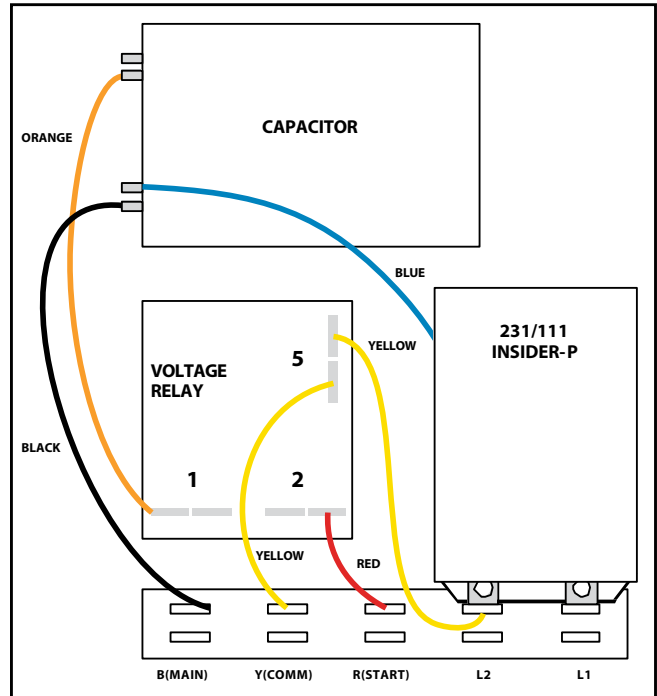 CAPACITOR
ORANGE
BLUE
231/111
INSIDER-P
YELLOW
5
VOLTAGE
RELAY
BLACK
1
2
YELLOW
RED
B(MAIN)
Y(COMM)
R(START)
L2
L1